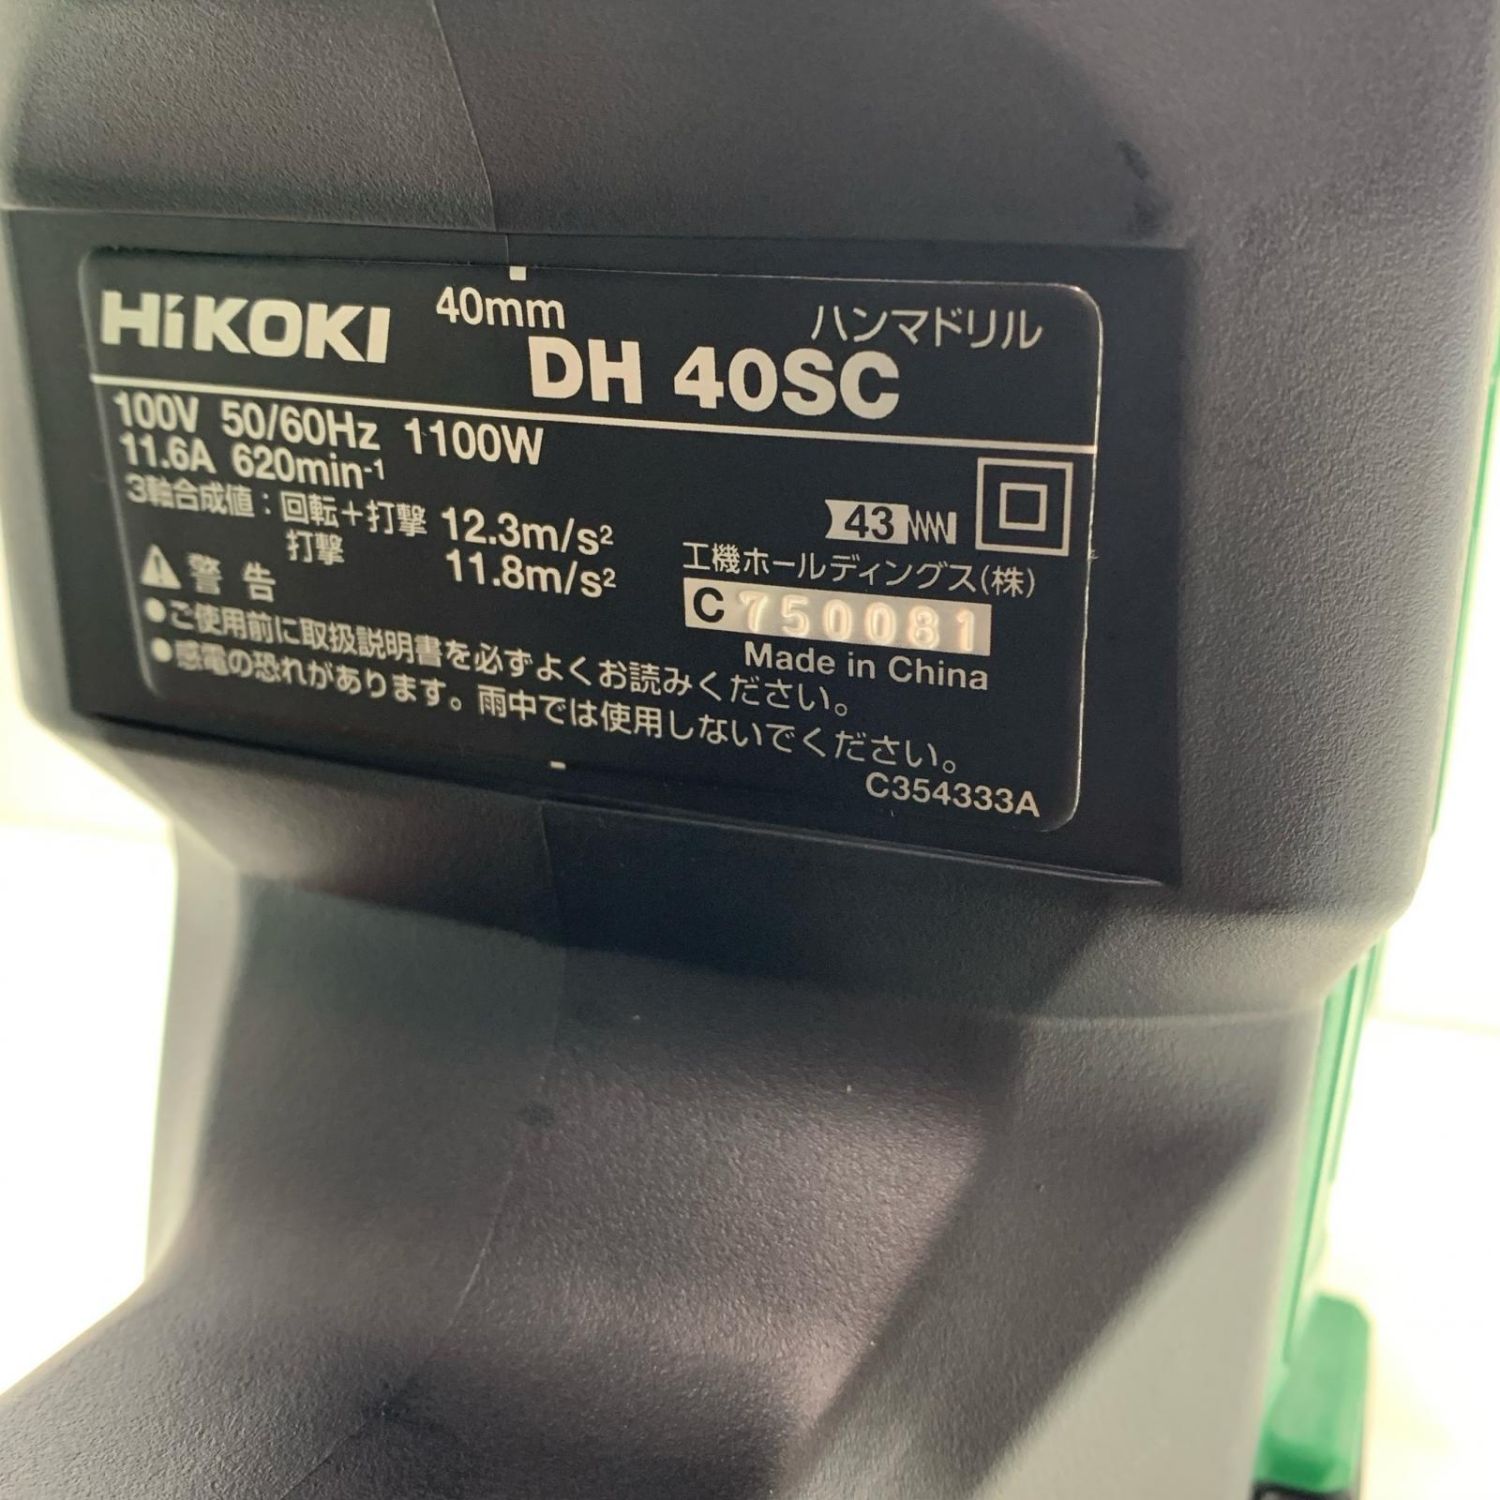 HiKOKI 40mm DH 40SC ハンマドリル
100V 50/60Hz 1100W
11.6A 620min-1
3軸合成値：回転＋打撃 12.3m/s²
打撃 11.8m/s²
43
工機ホールディングス(株)
C 750081
Made in China
警告
●ご使用前に取扱説明書を必ずよくお読みください。
●感電の恐れがあります。雨中では使用しないでください。
C354333A